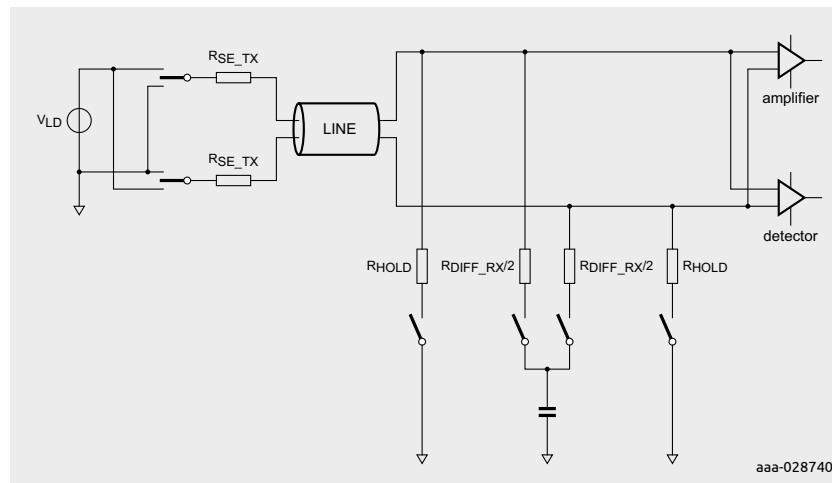 RSE_TX
VLD
LINE
RSE_TX
amplifier
detector
RHOLD
RDIFF_RX/2
RDIFF_RX/2
RHOLD
aaa-028740